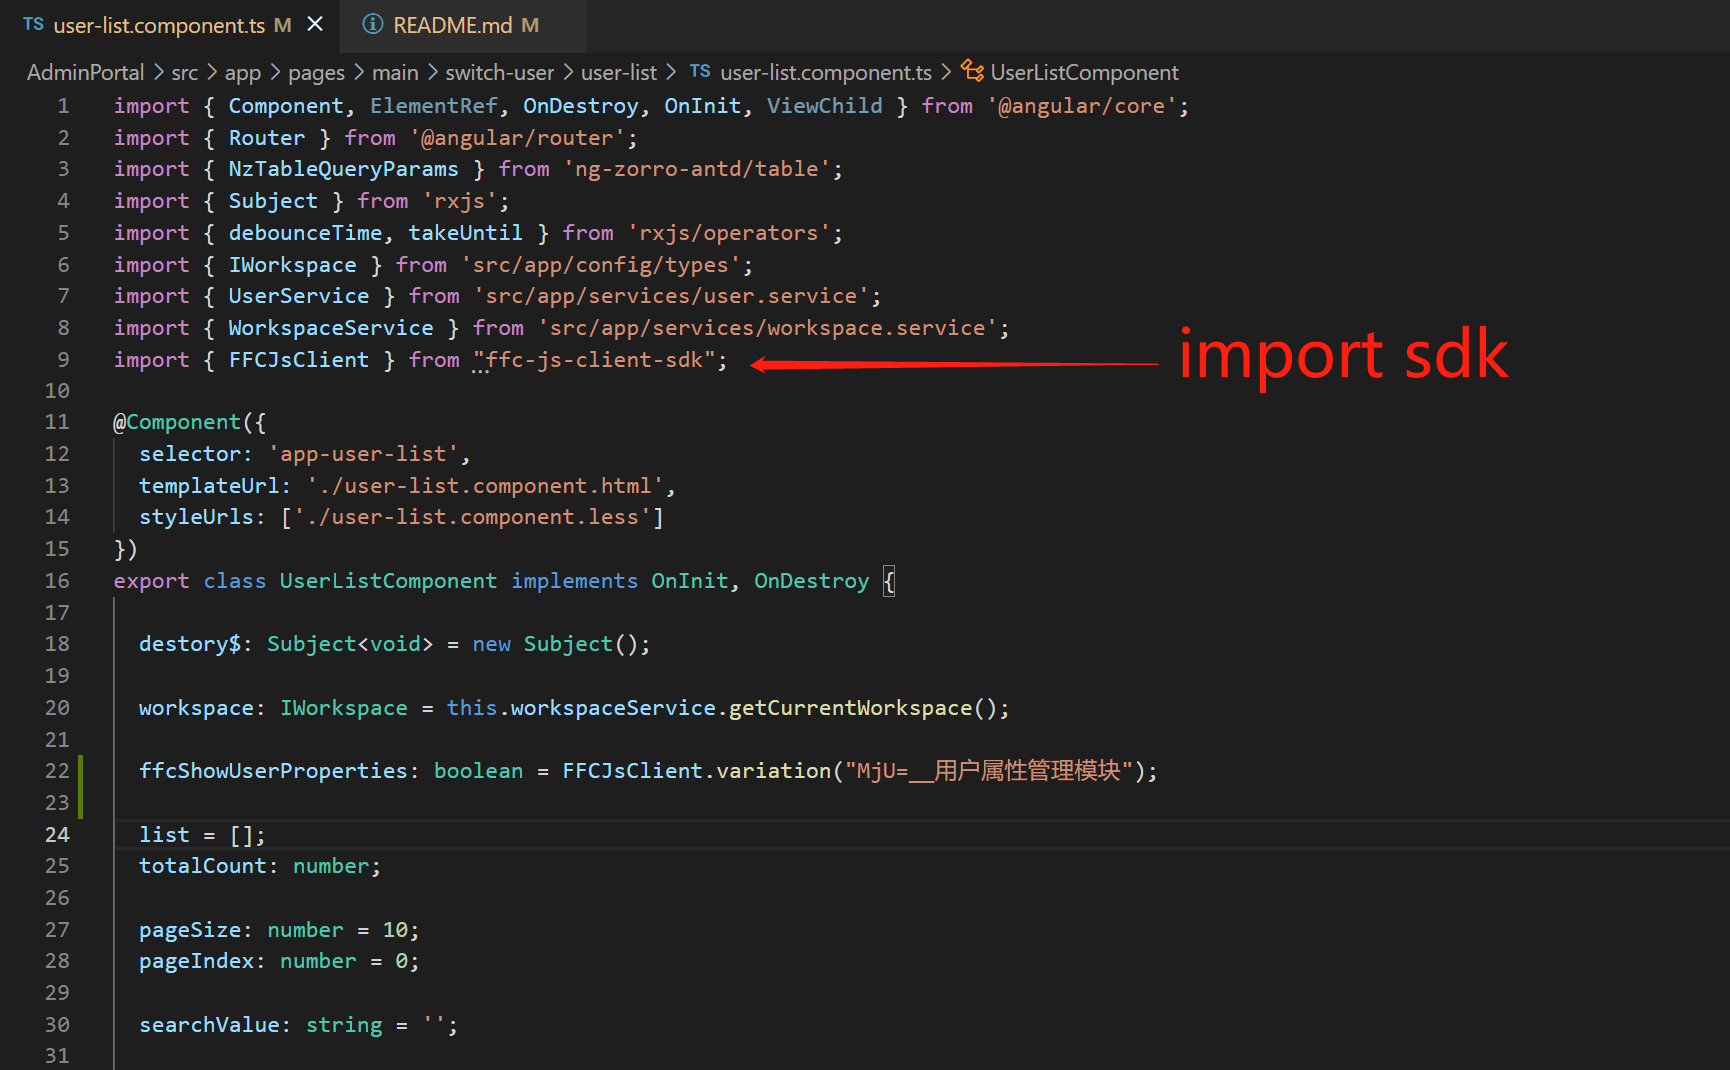 TS user-list.component.ts M × README.md M
AdminPortal > src > app > pages > main > switch-user > user-list > TS user-list.component.ts > UserListComponent
1 import { Component, ElementRef, OnDestroy, OnInit, ViewChild } from '@angular/core';
2 import { Router } from '@angular/router';
3 import { NzTableQueryParams } from 'ng-zorro-antd/table';
4 import { Subject } from 'rxjs';
5 import { debounceTime, takeUntil } from 'rxjs/operators';
6 import { IWorkspace } from 'src/app/config/types';
7 import { UserService } from 'src/app/services/user.service';
8 import { WorkspaceService } from 'src/app/services/workspace.service';
9 import { FFCJsClient } from "ffc-js-client-sdk"; import sdk
10
11 @Component({
12   selector: 'app-user-list',
13   templateUrl: './user-list.component.html',
14   styleUrls: ['./user-list.component.less']
15 })
16 export class UserListComponent implements OnInit, OnDestroy {
17
18   destory$: Subject<void> = new Subject();
19
20   workspace: IWorkspace = this.workspaceService.getCurrentWorkspace();
21
22   ffcShowUserProperties: boolean = FFCJsClient.variation("MjU=__用户属性管理模块");
23
24   list = [];
25   totalCount: number;
26
27   pageSize: number = 10;
28   pageIndex: number = 0;
29
30   searchValue: string = '';
31